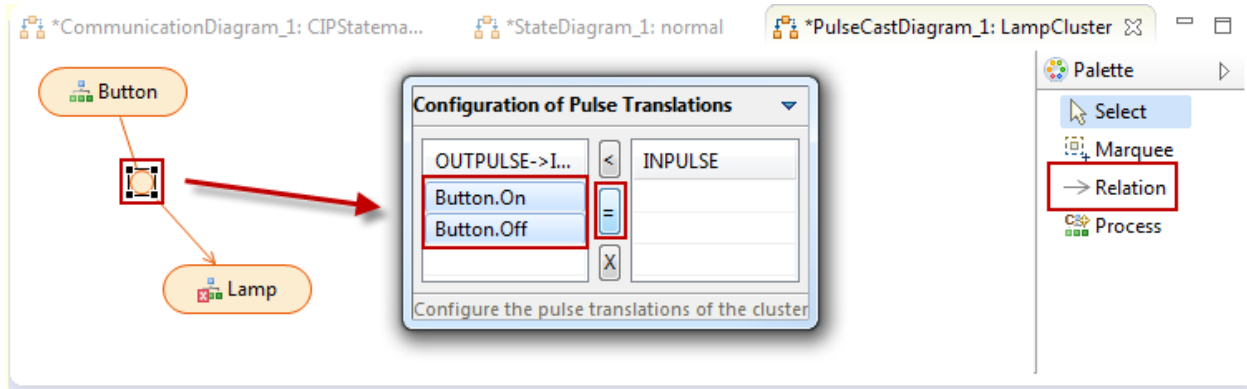 *CommunicationDiagram_1: CIPStatema...
*StateDiagram_1: normal
*PulseCastDiagram_1: LampCluster
Button
Lamp
Configuration of Pulse Translations
OUTPULSE->I...
<
INPULSE
Button.On
=
Button.Off
X
Configure the pulse translations of the cluster
Palette
Select
Marquee
Relation
Process